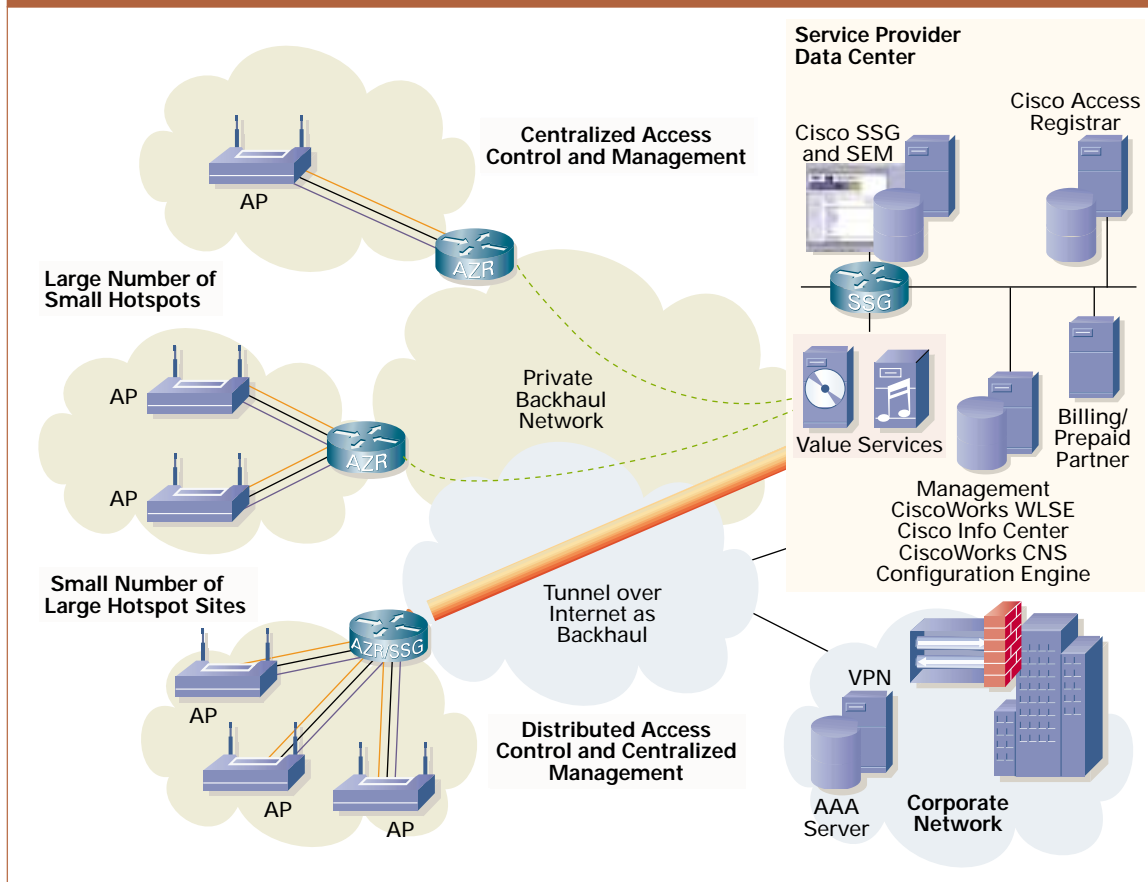 Service Provider
Data Center
Cisco SSG
and SEM
Cisco Access
Registrar
Centralized Access
Control and Management
AP
AZR
Large Number of
Small Hotspots
SSG
AP
AP
AZR
Private
Backhaul
Network
Value Services
Billing/
Prepaid
Partner
Management
CiscoWorks WLSE
Cisco Info Center
CiscoWorks CNS
Configuration Engine
Small Number of
Large Hotspot Sites
Tunnel over
Internet as
Backhaul
AZR/SSG
AP
AP
AP
Distributed Access
Control and Centralized
Management
VPN
AAA
Server
Corporate
Network